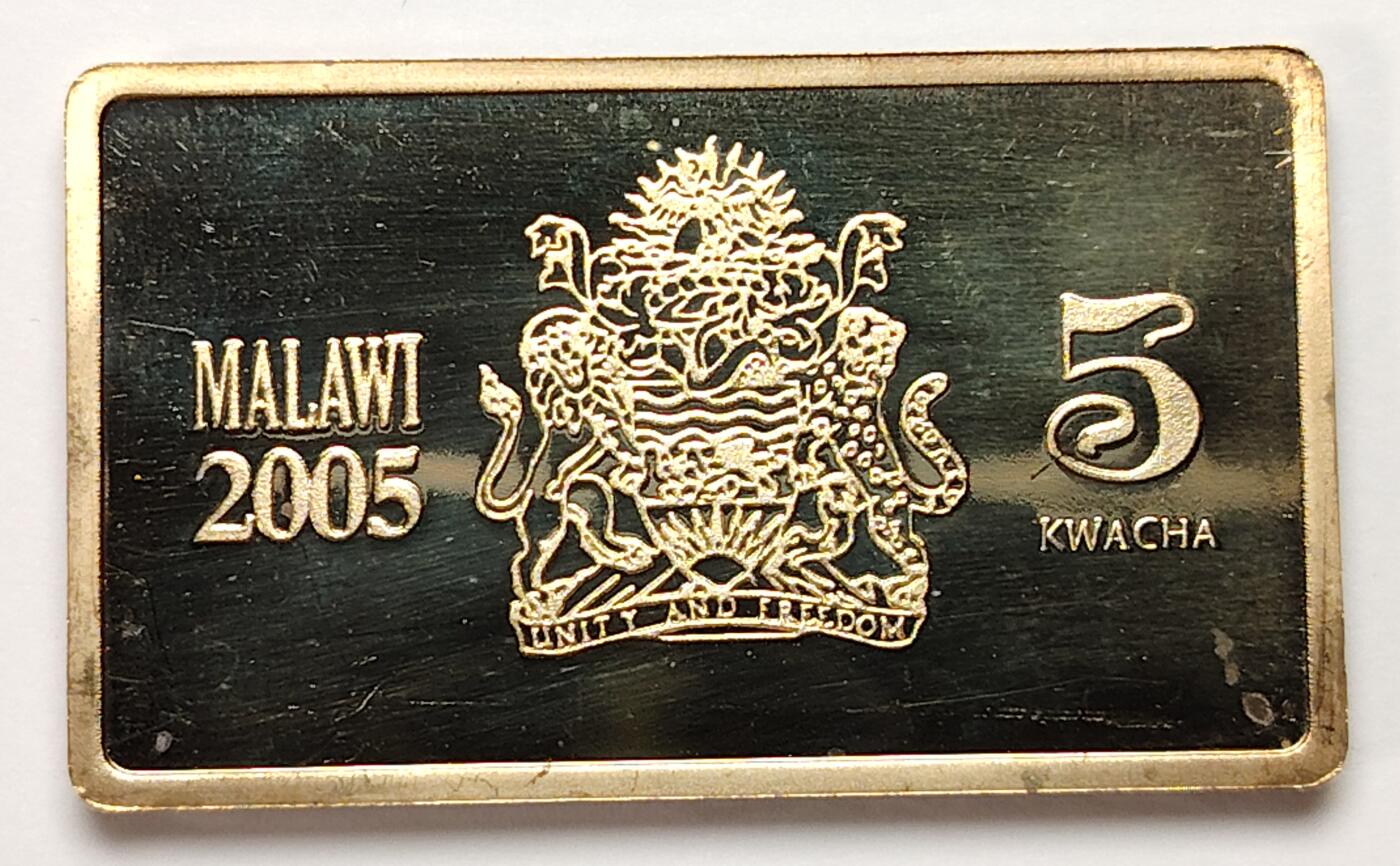 MALAWI
2005
UNITY AND FREEDOM
5
KWACHA